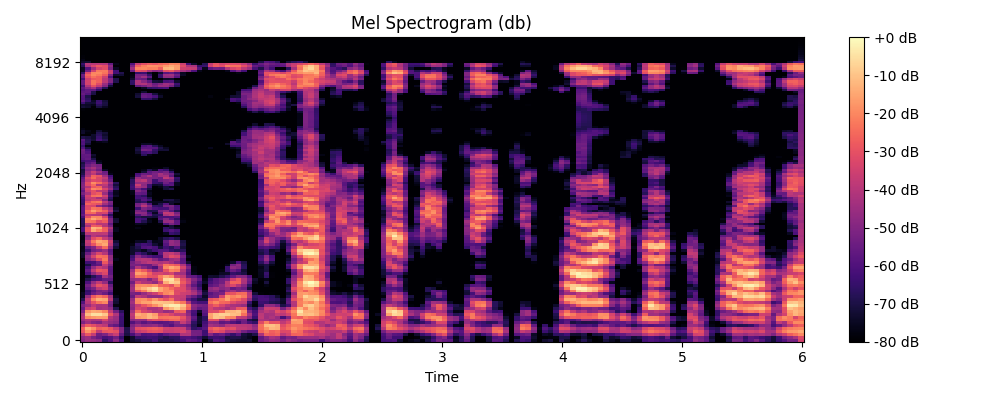 Mel Spectrogram (db)
8192
4096
2048
1024
512
0
Hz
0 1 2 3 4 5 6
Time
+0 dB
-10 dB
-20 dB
-30 dB
-40 dB
-50 dB
-60 dB
-70 dB
-80 dB